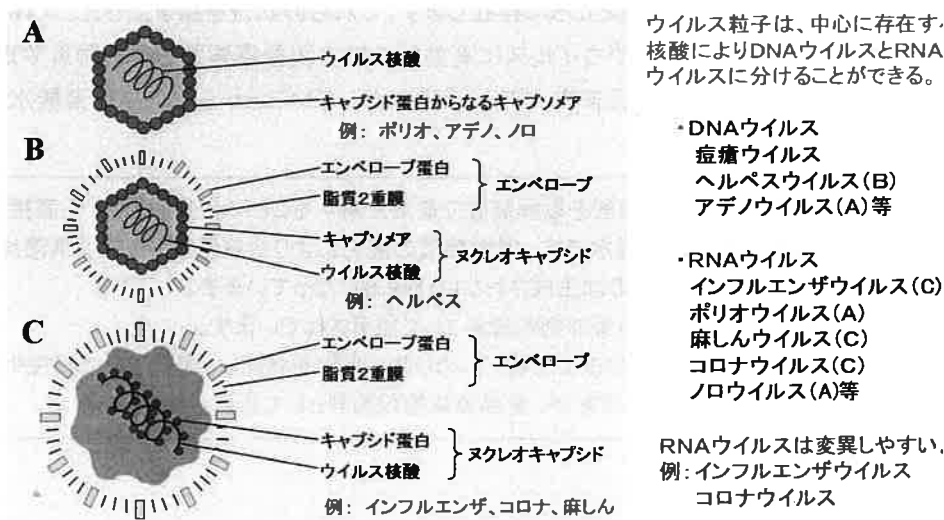 A
ウイルス核酸
キャプシド蛋白からなるキャプソメア
例: ポリオ、アデノ、ノロ
B
エンベロープ蛋白
脂質2重膜
エンベロープ
キャプソメア
ウイルス核酸
ヌクレオキャプシド
例: ヘルペス
C
エンベロープ蛋白
脂質2重膜
エンベロープ
キャプシド蛋白
ウイルス核酸
ヌクレオキャプシド
例: インフルエンザ、コロナ、麻しん
ウイルス粒子は、中心に存在す
核酸によりDNAウイルスとRNA
ウイルスに分けることができる。
・DNAウイルス
痘瘡ウイルス
ヘルペスウイルス(B)
アデノウイルス(A)等
・RNAウイルス
インフルエンザウイルス(C)
ポリオウイルス(A)
麻しんウイルス(C)
コロナウイルス(C)
ノロウイルス(A)等
RNAウイルスは変異しやすい。
例:インフルエンザウイルス
コロナウイルス